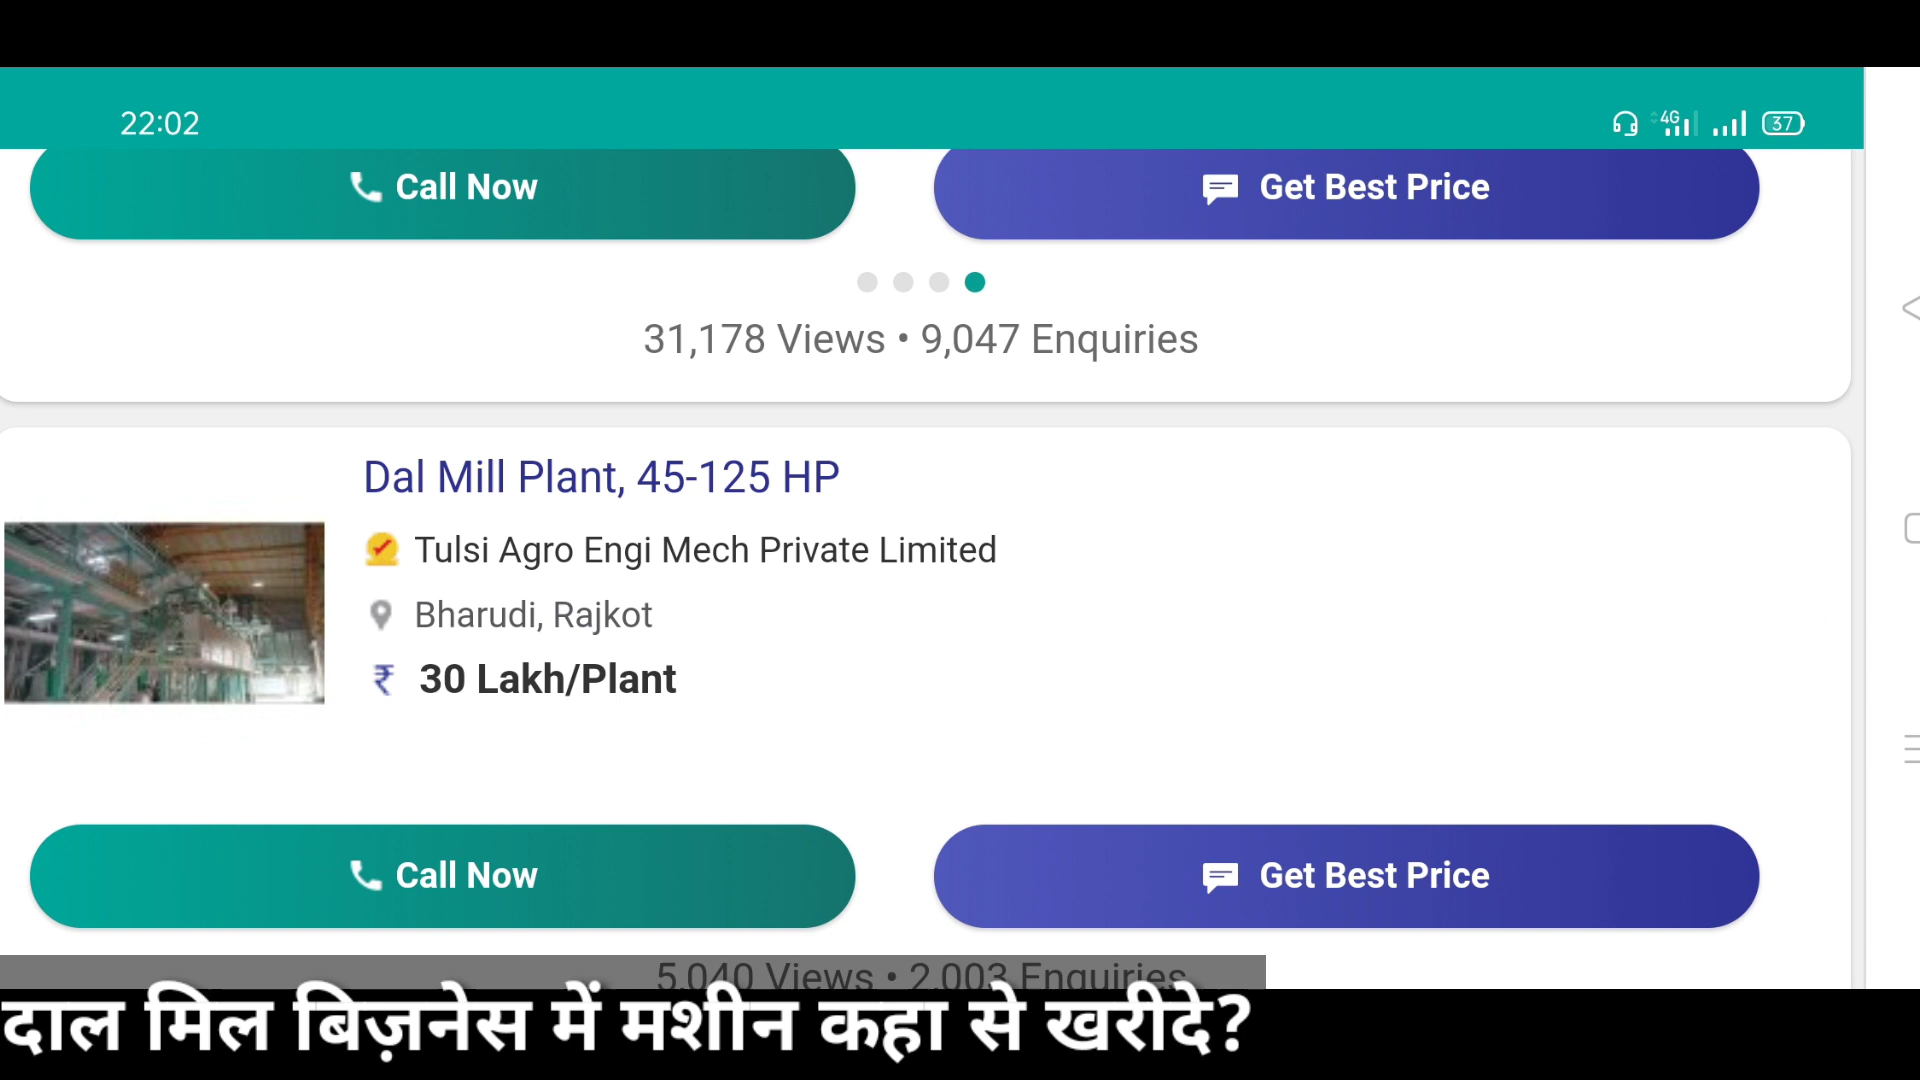 22:02
4G
37
Call Now
Get Best Price
31,178 Views • 9,047 Enquiries
Dal Mill Plant, 45-125 HP
Tulsi Agro Engi Mech Private Limited
Bharudi, Rajkot
₹ 30 Lakh/Plant
Call Now
Get Best Price
5,040 Views • 2,003 Enquiries
दाल मिल बिज़नेस में मशीन कहा से खरीदे?